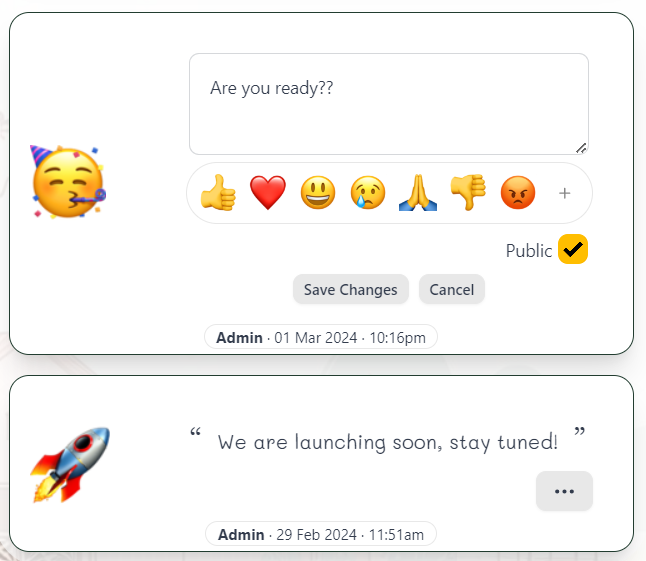 Are you ready??
+
Public
Save Changes Cancel
Admin · 01 Mar 2024 · 10:16pm
“ We are launching soon, stay tuned! ”
...
Admin · 29 Feb 2024 · 11:51am